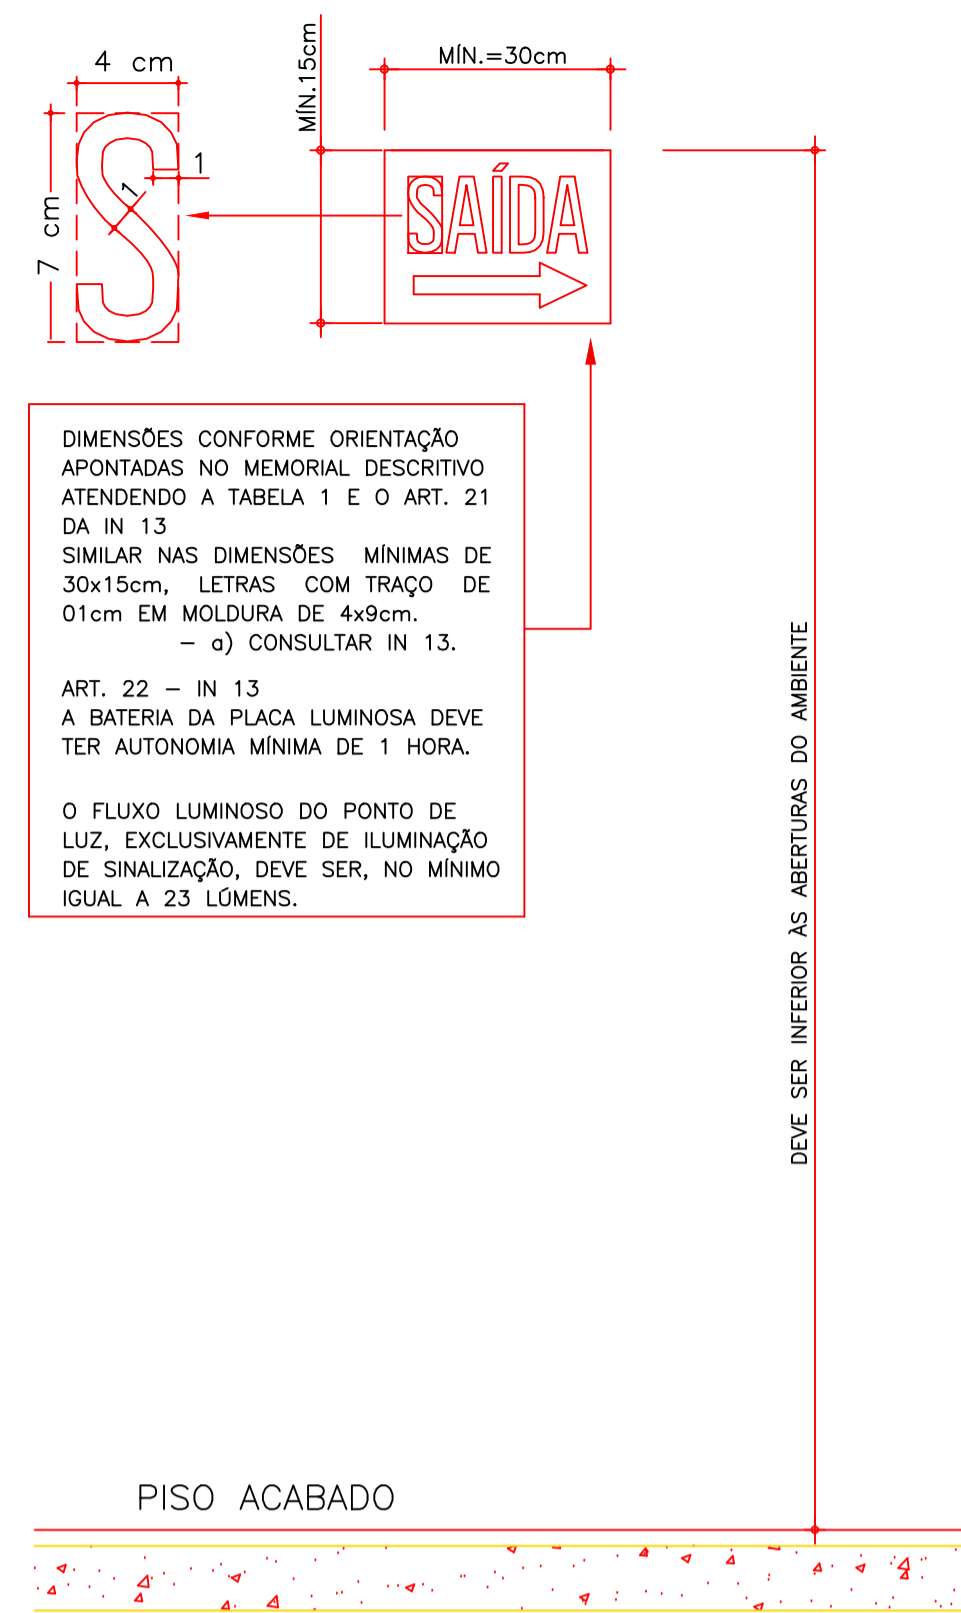 4 cm
7 cm
1
1
MÍN.15cm
MÍN.=30cm
SAÍDA
DIMENSÕES CONFORME ORIENTAÇÃO
APONTADAS NO MEMORIAL DESCRITIVO
ATENDENDO A TABELA 1 E O ART. 21
DA IN 13
SIMILAR NAS DIMENSÕES MÍNIMAS DE
30x15cm, LETRAS COM TRAÇO DE
01cm EM MOLDURA DE 4x9cm.
– a) CONSULTAR IN 13.
ART. 22 – IN 13
A BATERIA DA PLACA LUMINOSA DEVE
TER AUTONOMIA MÍNIMA DE 1 HORA.
O FLUXO LUMINOSO DO PONTO DE
LUZ, EXCLUSIVAMENTE DE ILUMINAÇÃO
DE SINALIZAÇÃO, DEVE SER, NO MÍNIMO
IGUAL A 23 LÚMENS.
DEVE SER INFERIOR ÀS ABERTURAS DO AMBIENTE
PISO ACABADO